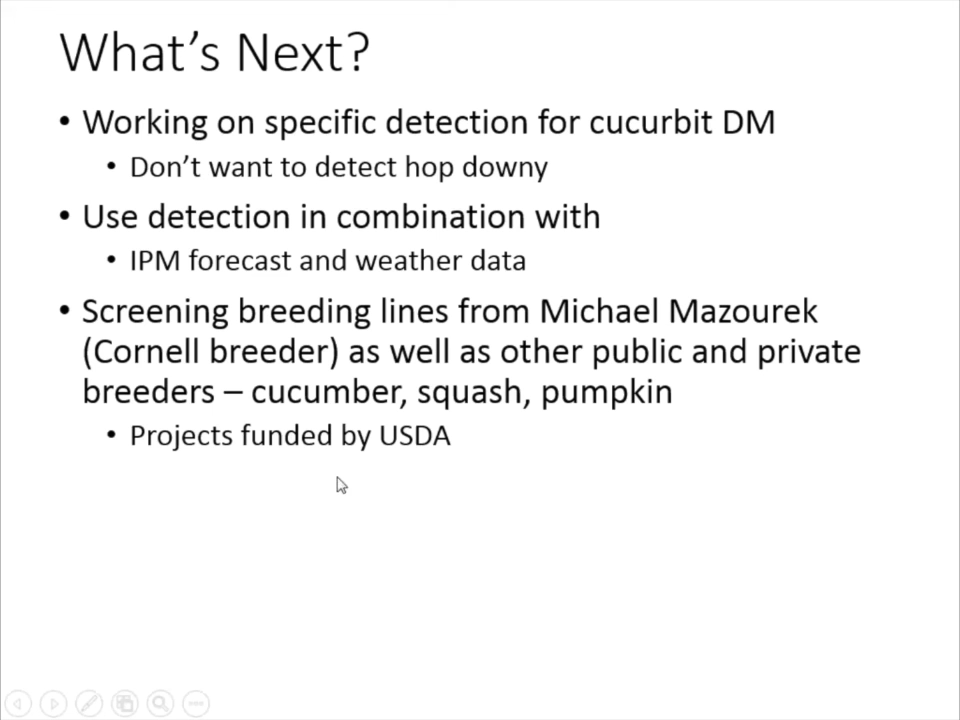 What's Next?
• Working on specific detection for cucurbit DM
• Don't want to detect hop downy
• Use detection in combination with
• IPM forecast and weather data
• Screening breeding lines from Michael Mazourek
(Cornell breeder) as well as other public and private
breeders – cucumber, squash, pumpkin
• Projects funded by USDA